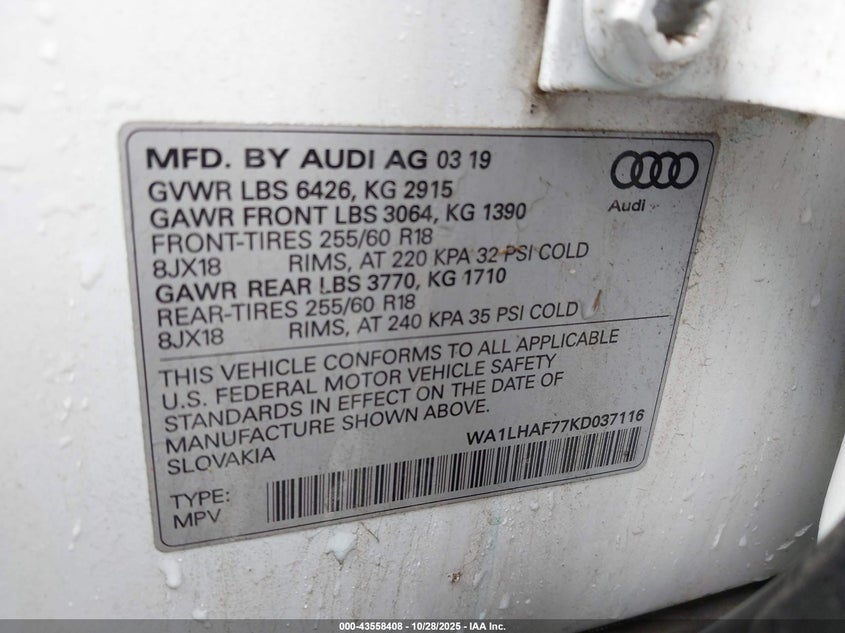 MFD. BY AUDI AG 03 19
GVWR LBS 6426, KG 2915
GAWR FRONT LBS 3064, KG 1390
FRONT-TIRES 255/60 R18
8JX18 RIMS, AT 220 KPA 32 PSI COLD
GAWR REAR LBS 3770, KG 1710
REAR-TIRES 255/60 R18
8JX18 RIMS, AT 240 KPA 35 PSI COLD
Audi
THIS VEHICLE CONFORMS TO ALL APPLICABLE
U.S. FEDERAL MOTOR VEHICLE SAFETY
STANDARDS IN EFFECT ON THE DATE OF
MANUFACTURE SHOWN ABOVE.
SLOVAKIA
WA1LHAF77KD037116
TYPE:
MPV
000-43558408 - 10/28/2025 - IAA Inc.